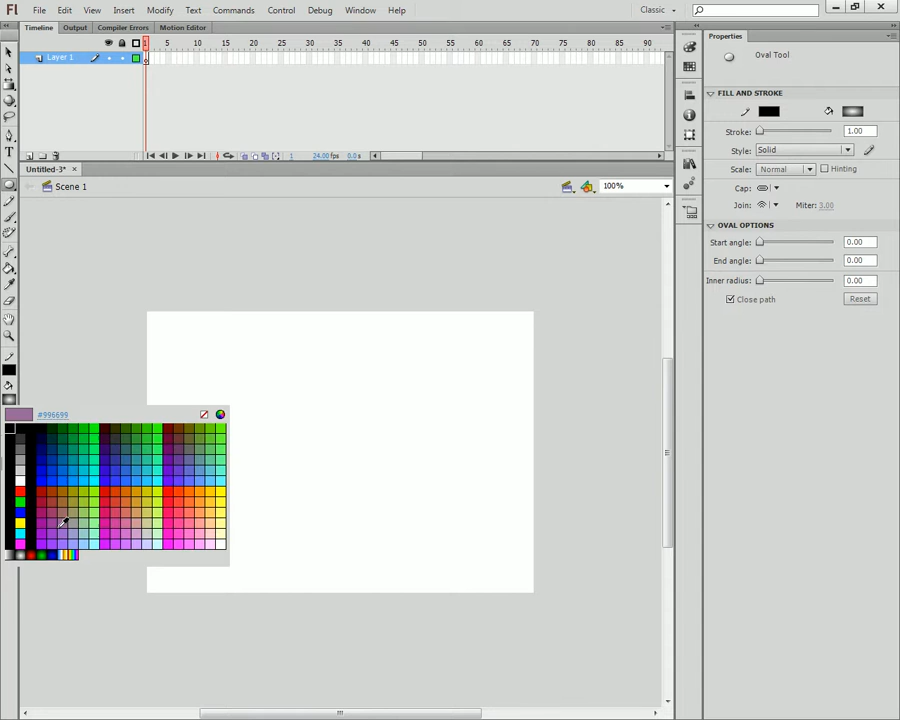 Fl File Edit View Insert Modify Text Commands Control Debug Window Help Classic
Timeline Output Compiler Errors Motion Editor
1 5 10 15 20 25 30 35 40 45 50 55 60 65 70 75 80 85 90
Layer 1
1 24.00 fps 0.0 s
Untitled-3*
Scene 1 100%
#996699
Properties
Oval Tool
FILL AND STROKE
Stroke: 1.00
Style: Solid
Scale: Normal Hinting
Cap:
Join: Miter: 3.00
OVAL OPTIONS
Start angle: 0.00
End angle: 0.00
Inner radius: 0.00
Close path Reset